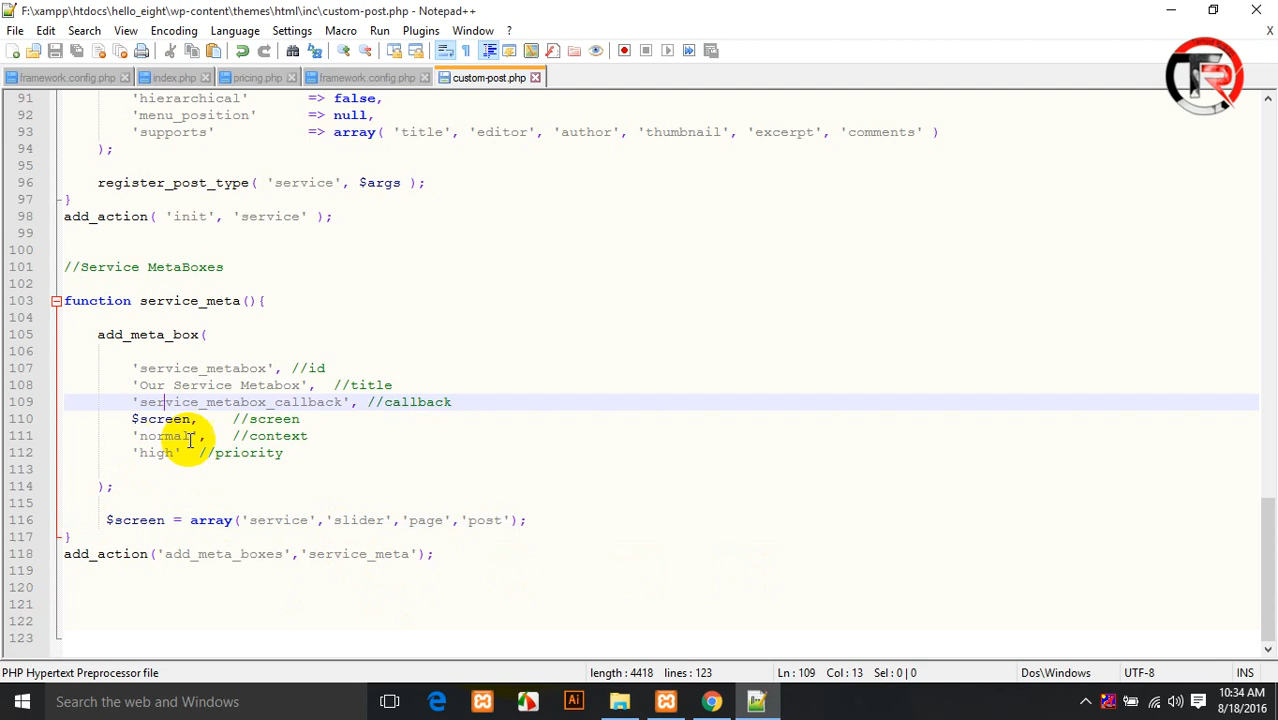 F:\xampp\htdocs\hello_eight\wp-content\themes\html\inc\custom-post.php - Notepad++
File Edit Search View Encoding Language Settings Macro Run Plugins Window ? X
framework.config.php index.php pricing.php framework.config.php custom-post.php
TR
91 'hierarchical' => false,
92 'menu_position' => null,
93 'supports' => array( 'title', 'editor', 'author', 'thumbnail', 'excerpt', 'comments' )
94 );
95
96 register_post_type( 'service', $args );
97 }
98 add_action( 'init', 'service' );
99
100
101 //Service MetaBoxes
102
103 function service_meta(){
104
105 add_meta_box(
106
107 'service_metabox', //id
108 'Our Service Metabox', //title
109 'service_metabox_callback', //callback
110 $screen, //screen
111 'normal', //context
112 'high' //priority
113
114 );
115
116 $screen = array('service','slider','page','post');
117 }
118 add_action('add_meta_boxes','service_meta');
119
120
121
122
123
PHP Hypertext Preprocessor file length : 4418 lines : 123 Ln : 109 Col : 13 Sel : 0 | 0 Dos\Windows UTF-8 INS
Search the web and Windows
Ai
10:34 AM
8/18/2016